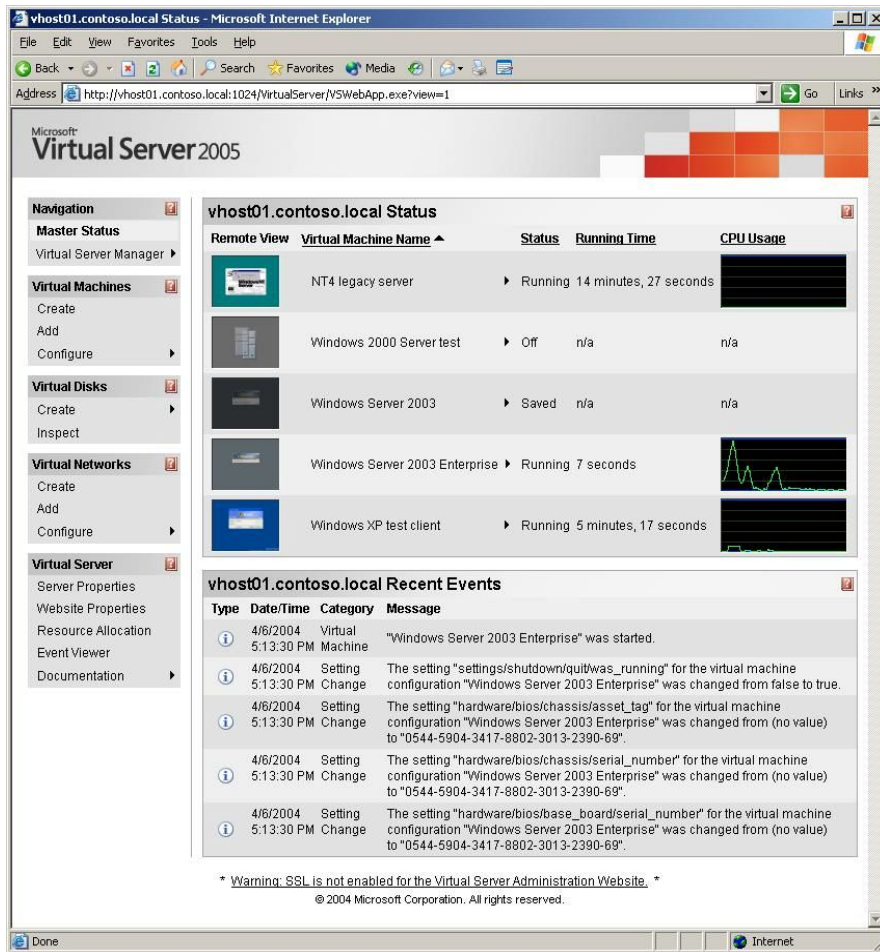 vhost01.contoso.local Status - Microsoft Internet Explorer
File Edit View Favorites Tools Help
Back Search Favorites Media
Address http://vhost01.contoso.local:1024/VirtualServer/VSWebApp.exe?view=1 Go Links »
Microsoft
Virtual Server 2005
Navigation
Master Status
Virtual Server Manager
Virtual Machines
Create
Add
Configure
Virtual Disks
Create
Inspect
Virtual Networks
Create
Add
Configure
Virtual Server
Server Properties
Website Properties
Resource Allocation
Event Viewer
Documentation
vhost01.contoso.local Status
Remote View Virtual Machine Name Status Running Time CPU Usage
NT4 legacy server Running 14 minutes, 27 seconds
Windows 2000 Server test Off n/a n/a
Windows Server 2003 Saved n/a n/a
Windows Server 2003 Enterprise Running 7 seconds
Windows XP test client Running 5 minutes, 17 seconds
vhost01.contoso.local Recent Events
Type Date/Time Category Message
4/6/2004 Virtual
5:13:30 PM Machine "Windows Server 2003 Enterprise" was started.
4/6/2004 Setting The setting "settings/shutdown/quit/was_running" for the virtual machine
5:13:30 PM Change configuration "Windows Server 2003 Enterprise" was changed from false to true.
4/6/2004 Setting The setting "hardware/bios/chassis/asset_tag" for the virtual machine
5:13:30 PM Change configuration "Windows Server 2003 Enterprise" was changed from (no value)
to "0544-5904-3417-8802-3013-2390-69".
4/6/2004 Setting The setting "hardware/bios/chassis/serial_number" for the virtual machine
5:13:30 PM Change configuration "Windows Server 2003 Enterprise" was changed from (no value)
to "0544-5904-3417-8802-3013-2390-69".
4/6/2004 Setting The setting "hardware/bios/base_board/serial_number" for the virtual machine
5:13:30 PM Change configuration "Windows Server 2003 Enterprise" was changed from (no value)
to "0544-5904-3417-8802-3013-2390-69".
* Warning: SSL is not enabled for the Virtual Server Administration Website. *
© 2004 Microsoft Corporation. All rights reserved.
Done Internet